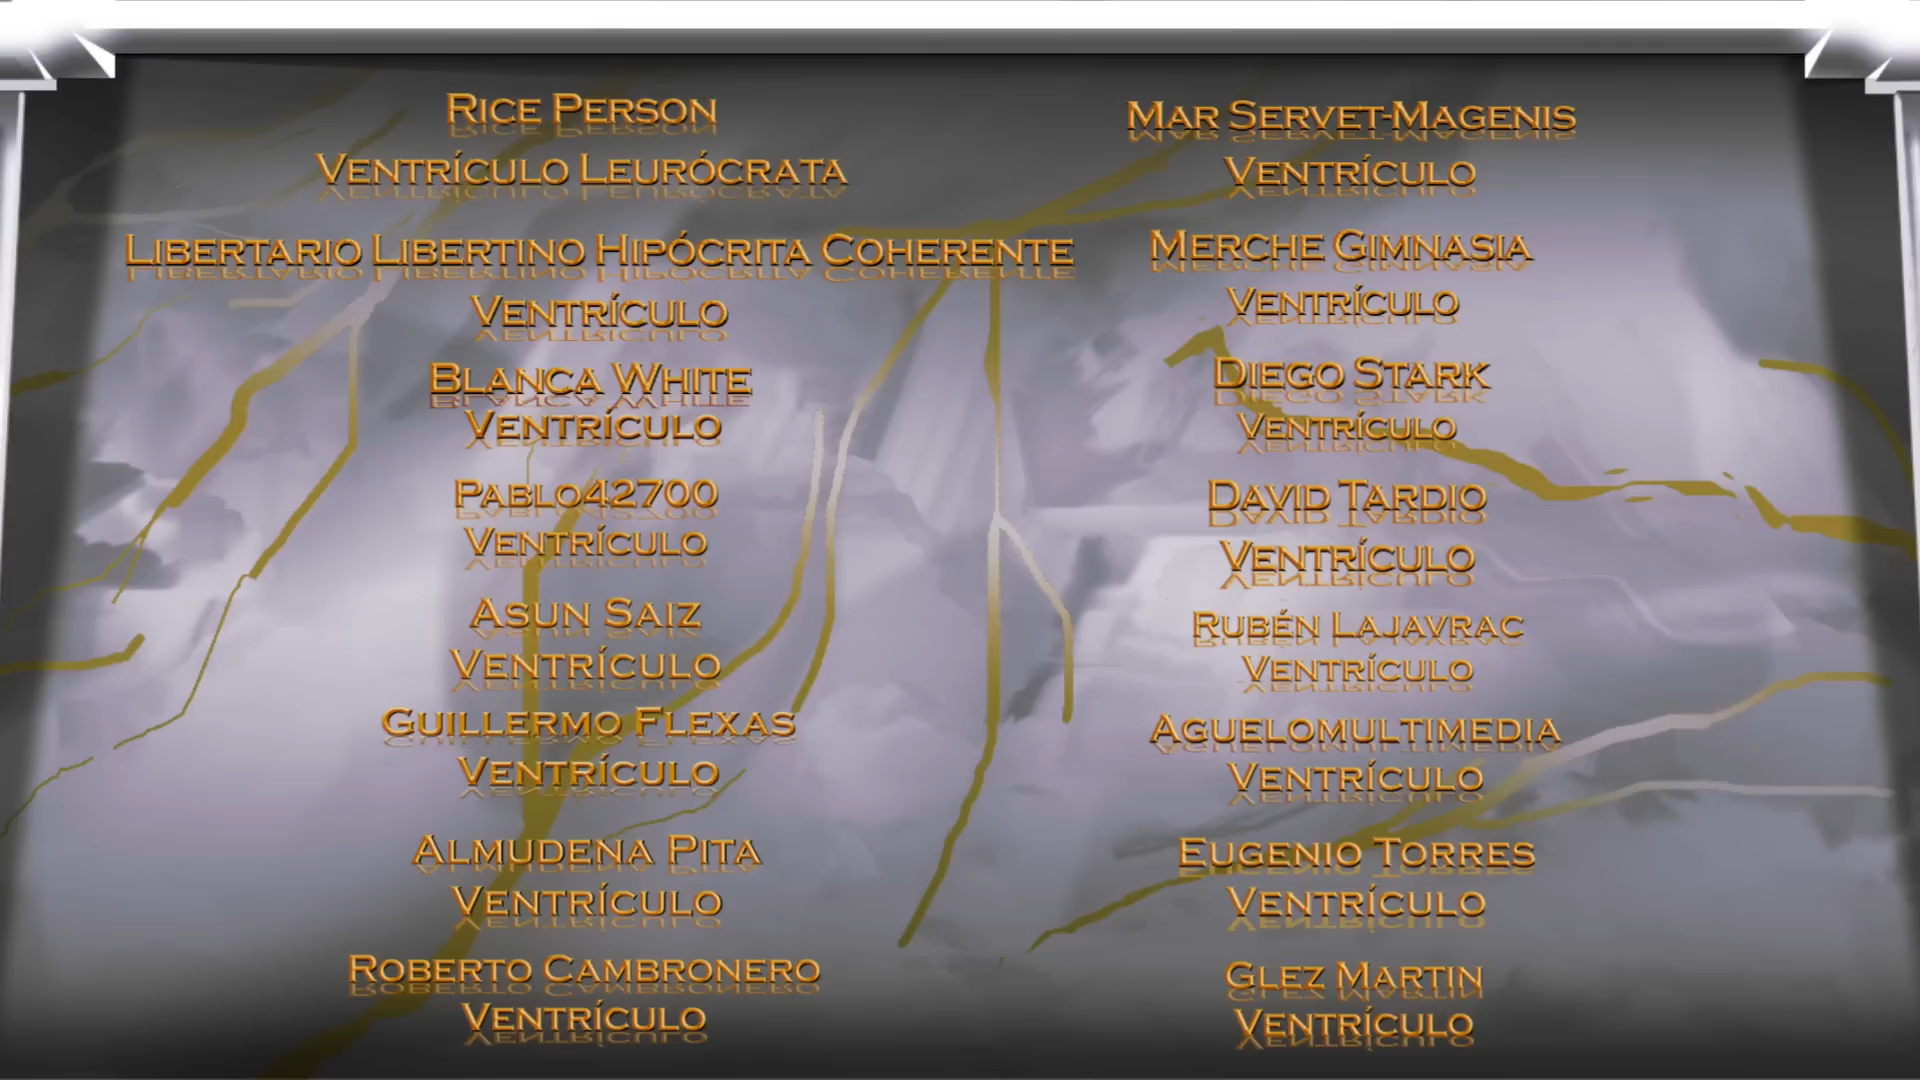 Rice Person
Ventrículo Leurócrata
Libertario Libertino Hipócrita Coherente
Ventrículo
Blanca White
Ventrículo
Pablo42700
Ventrículo
Asun Saiz
Ventrículo
Guillermo Flexas
Ventrículo
Almudena Pita
Ventrículo
Roberto Cambronero
Ventrículo
Mar Servet-Magenis
Ventrículo
Merche Gimnasia
Ventrículo
Diego Stark
Ventrículo
David Tardio
Ventrículo
Rubén Lajavrac
Ventrículo
Aguelomultimedia
Ventrículo
Eugenio Torres
Ventrículo
Glez Martin
Ventrículo